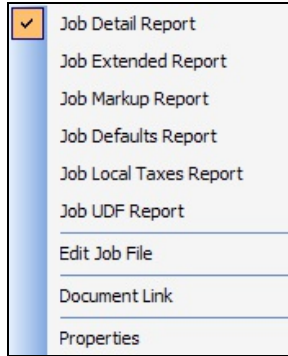 Job Detail Report
Job Extended Report
Job Markup Report
Job Defaults Report
Job Local Taxes Report
Job UDF Report
Edit Job File
Document Link
Properties